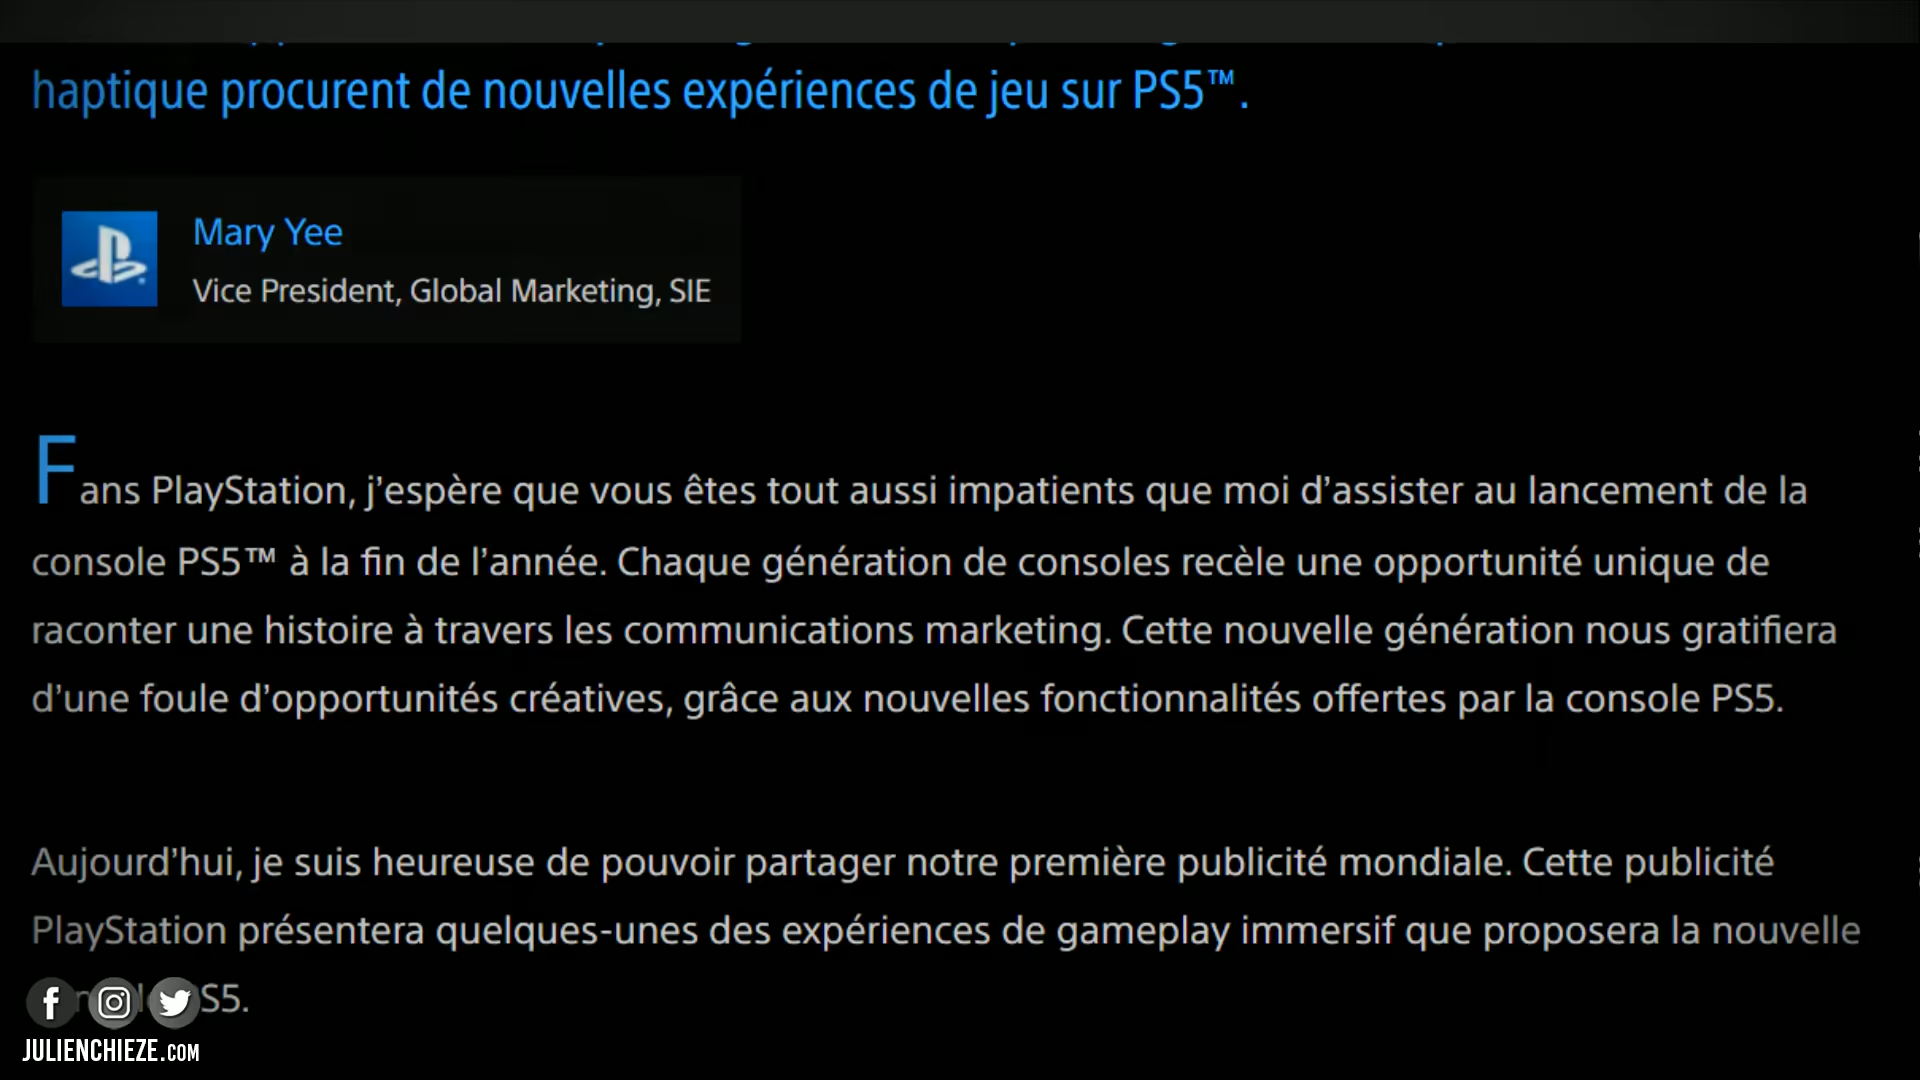 haptique procurent de nouvelles expériences de jeu sur PS5™.
Mary Yee
Vice President, Global Marketing, SIE
Fans PlayStation, j’espère que vous êtes tout aussi impatients que moi d’assister au lancement de la
console PS5™ à la fin de l’année. Chaque génération de consoles recèle une opportunité unique de
raconter une histoire à travers les communications marketing. Cette nouvelle génération nous gratifiera
d’une foule d’opportunités créatives, grâce aux nouvelles fonctionnalités offertes par la console PS5.
Aujourd’hui, je suis heureuse de pouvoir partager notre première publicité mondiale. Cette publicité
PlayStation présentera quelques-unes des expériences de gameplay immersif que proposera la nouvelle
PS5.
JULIENCHIEZE.COM